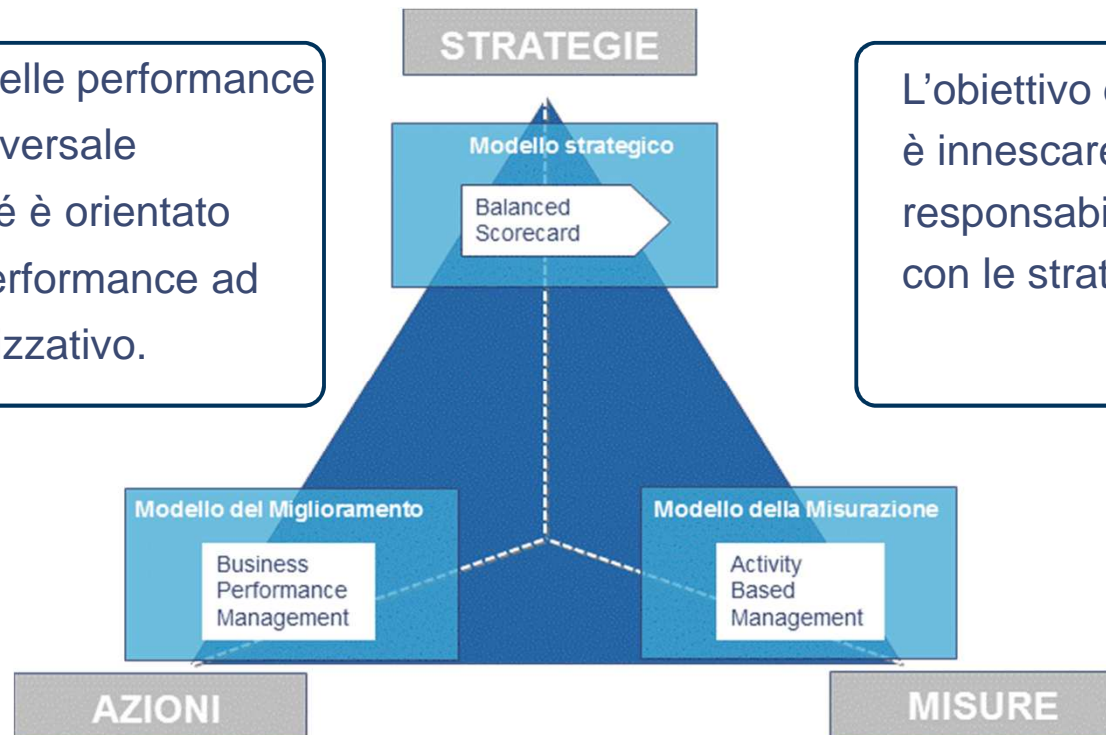 STRATEGIE
elle performance
versale
é è orientato
erformance ad
izzativo.
L'obiettivo
è innescare
responsabi
con le strat
Modello strategico
Balanced
Scorecard
Modello del Miglioramento
Business
Performance
Management
Modello della Misurazione
Activity
Based
Management
AZIONI
MISURE